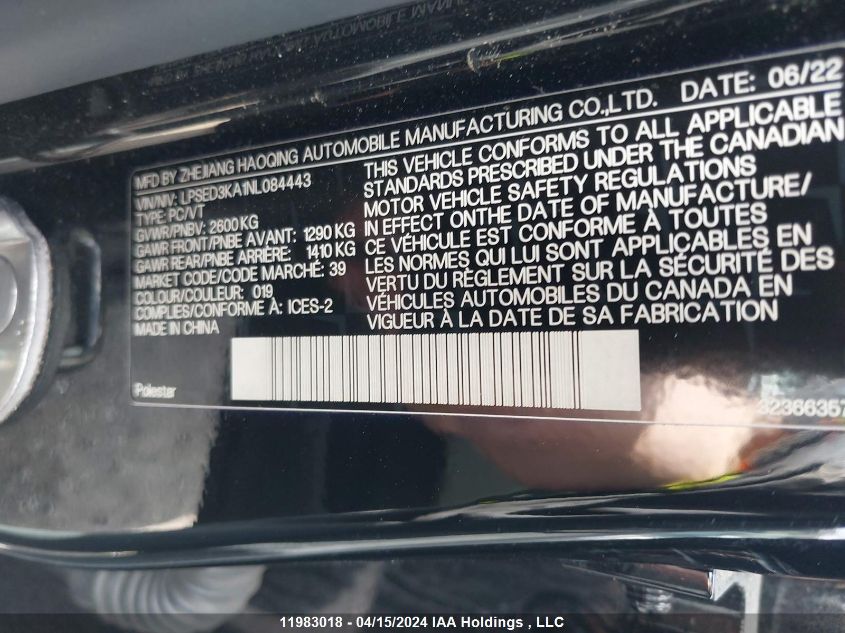 MFD BY ZHEJIANG HAOQING AUTOMOBILE MANUFACTURING CO.,LTD. DATE: 06/22
VIN/NIV: LPSED3KA1NL084443
TYPE: PC/VT
GVWR/PNBV: 2600 KG
GAWR FRONT/PNBE AVANT: 1290 KG
GAWR REAR/PNBE ARRIÈRE: 1410 KG
MARKET CODE/CODE MARCHÉ: 39
COLOUR/COULEUR: 019
COMPLIES/CONFORME À: ICES-2
MADE IN CHINA
THIS VEHICLE CONFORMS TO ALL APPLICABLE
STANDARDS PRESCRIBED UNDER THE CANADIAN
MOTOR VEHICLE SAFETY REGULATIONS
IN EFFECT ONTHE DATE OF MANUFACTURE/
CE VÉHICULE EST CONFORME À TOUTES
LES NORMES QUI LUI SONT APPLICABLES EN
VERTU DU RÈGLEMENT SUR LA SÉCURITÉ DES
VÉHICULES AUTOMOBILES DU CANADA EN
VIGUEUR À LA DATE DE SA FABRICATION
Polestar
32366357
11983018 - 04/15/2024 IAA Holdings , LLC